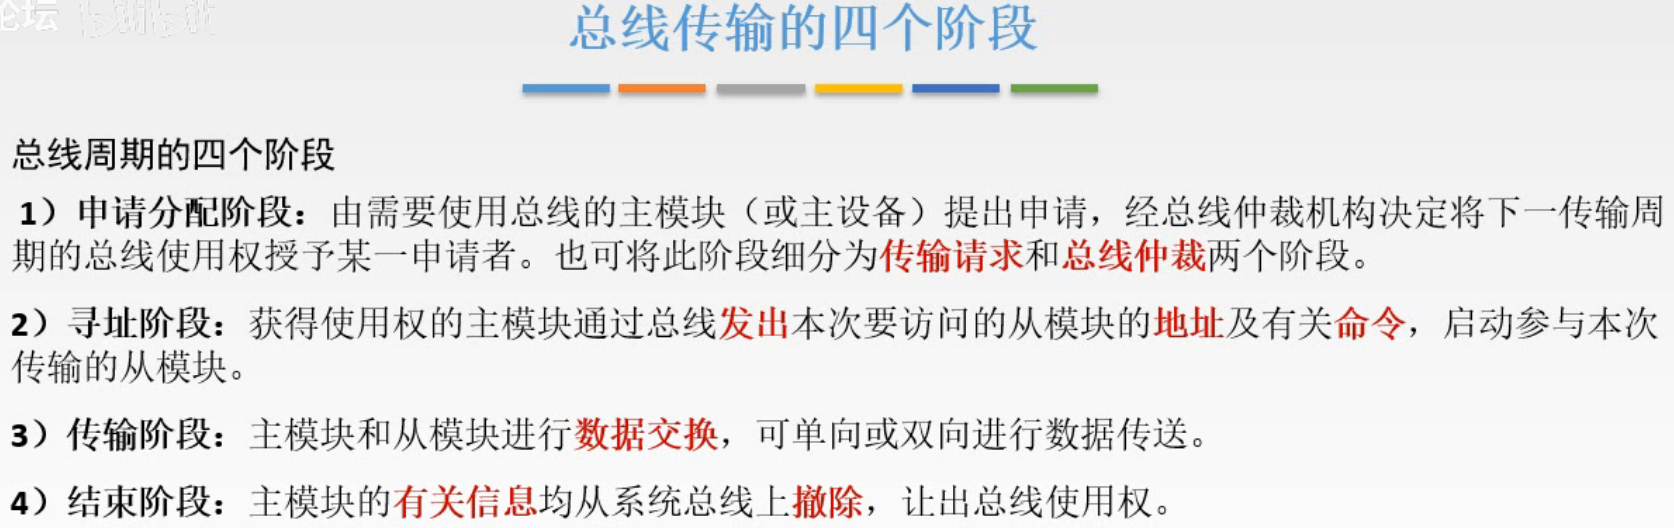 论坛 bilibili
总线传输的四个阶段
总线周期的四个阶段
1）申请分配阶段：由需要使用总线的主模块（或主设备）提出申请，经总线仲裁机构决定将下一传输周
期的总线使用权授予某一申请者。也可将此阶段细分为传输请求和总线仲裁两个阶段。
2）寻址阶段：获得使用权的主模块通过总线发出本次要访问的从模块的地址及有关命令，启动参与本次
传输的从模块。
3）传输阶段：主模块和从模块进行数据交换，可单向或双向进行数据传送。
4）结束阶段：主模块的有关信息均从系统总线上撤除，让出总线使用权。